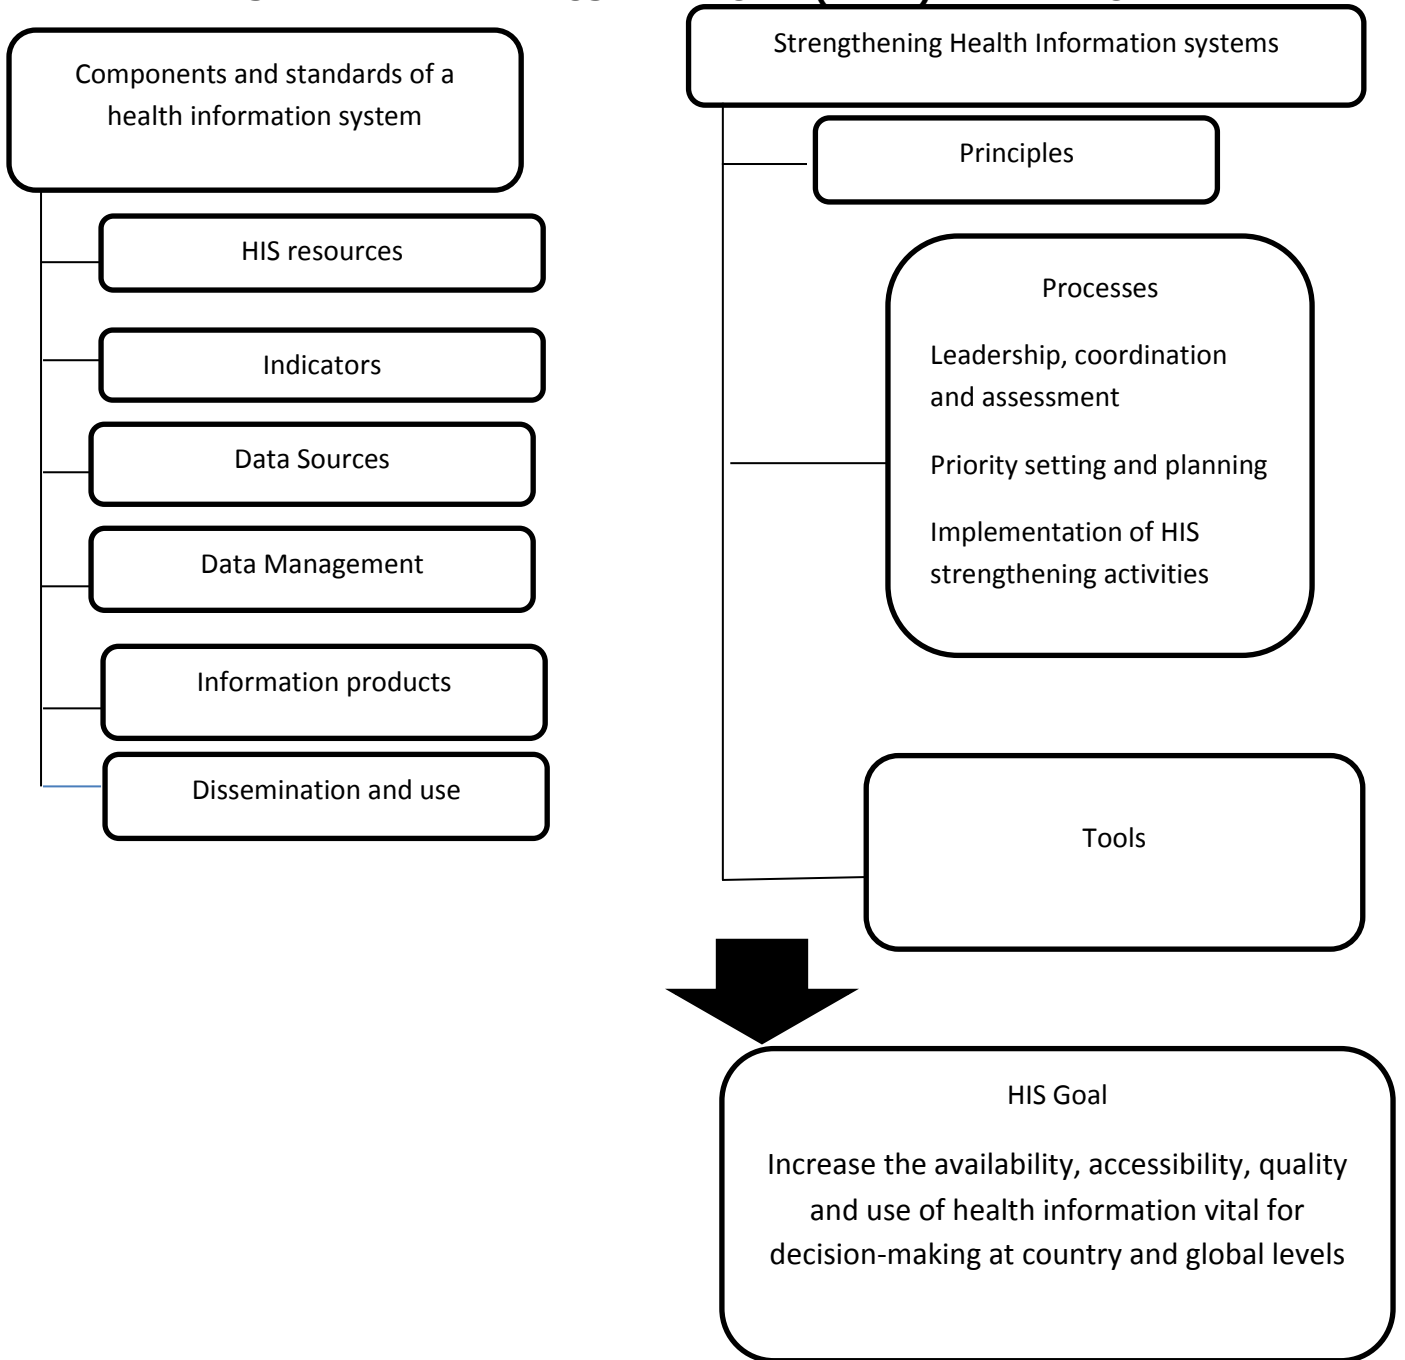 Components and standards of a
health information system
HIS resources
Indicators
Data Sources
Data Management
Information products
Dissemination and use
Strengthening Health Information systems
Principles
Processes
Leadership, coordination
and assessment
Priority setting and planning
Implementation of HIS
strengthening activities
Tools
HIS Goal
Increase the availability, accessibility, quality
and use of health information vital for
decision-making at country and global levels